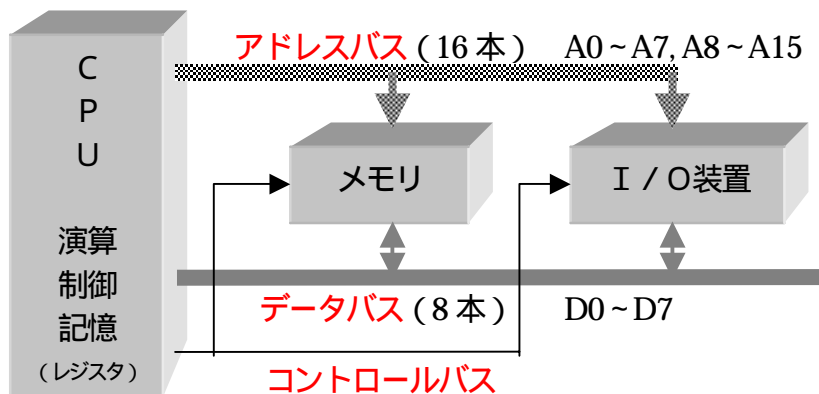 アドレスバス(16本) A0~A7, A8~A15
C
P
U
メモリ
I/O装置
演算
制御
記憶
(レジスタ)
データバス(8本) D0~D7
コントロールバス